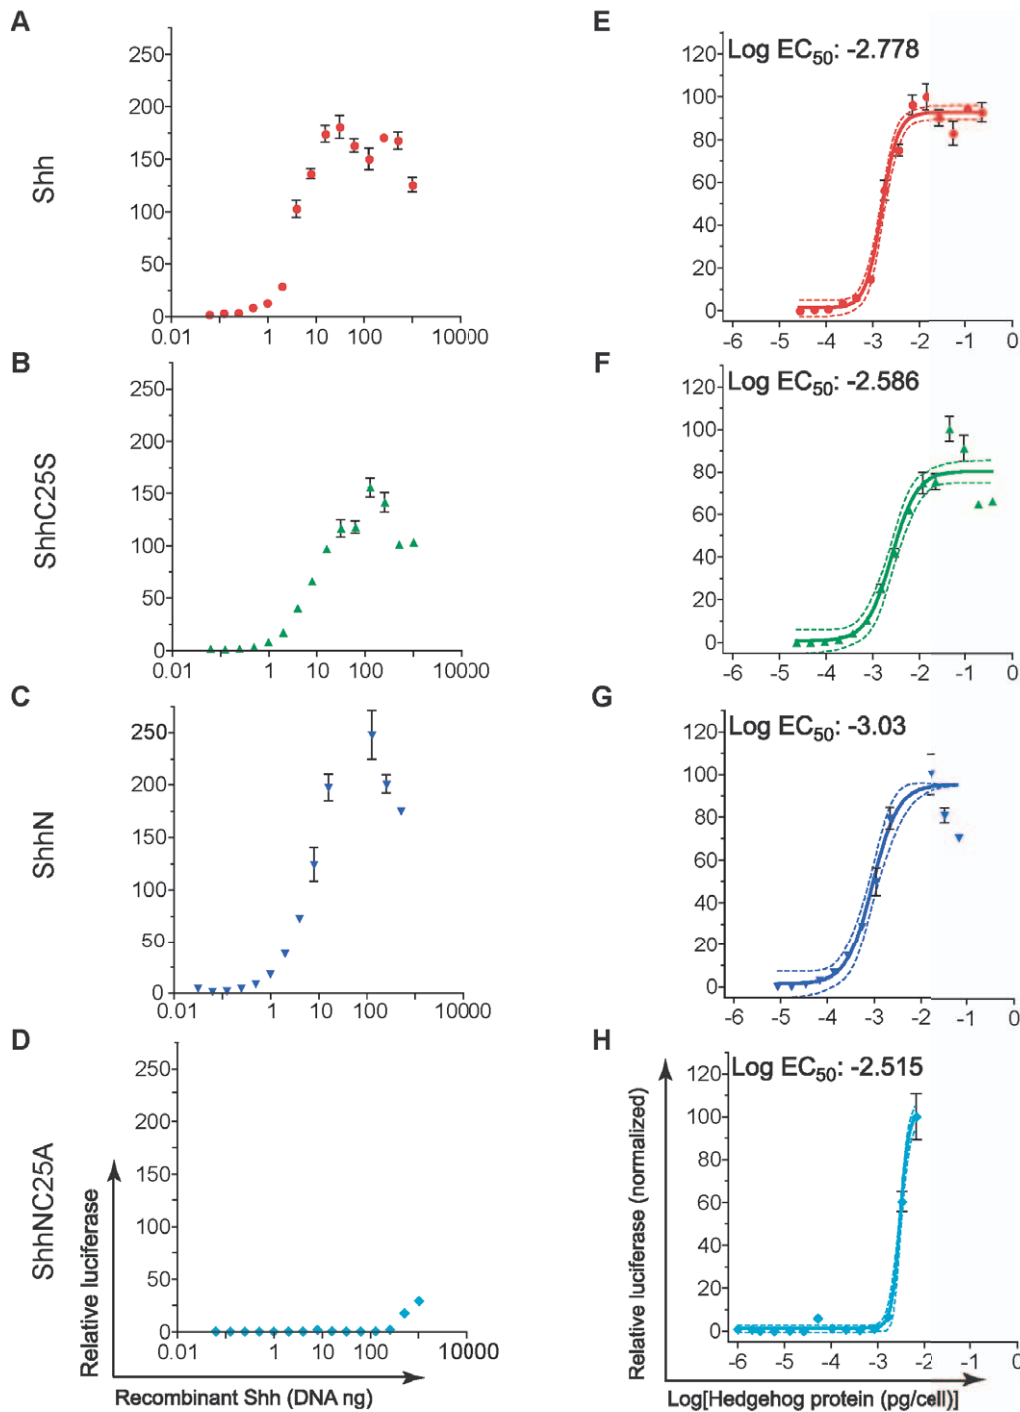 A
Shh
250
200
150
100
50
0
0.01 1 10 100 10000
E
Log EC50: -2.778
120
100
80
60
40
20
0
-6 -5 -4 -3 -2 -1 0
B
ShhC25S
250
200
150
100
50
0
0.01 1 10 100 10000
F
Log EC50: -2.586
120
100
80
60
40
20
0
-6 -5 -4 -3 -2 -1 0
C
ShhN
250
200
150
100
50
0
0.01 1 10 100 10000
G
Log EC50: -3.03
120
100
80
60
40
20
0
-6 -5 -4 -3 -2 -1 0
D
ShhNC25A
Relative luciferase
250
200
150
100
50
0
0.01 1 10 100 10000
Recombinant Shh (DNA ng)
H
Log EC50: -2.515
Relative luciferase (normalized)
120
100
80
60
40
20
0
-6 -5 -4 -3 -2 -1 0
Log[Hedgehog protein (pg/cell)]